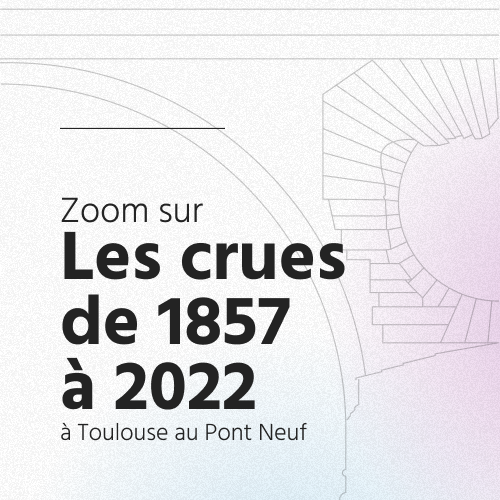 Zoom sur
Les crues
de 1857
à 2022
à Toulouse au Pont Neuf